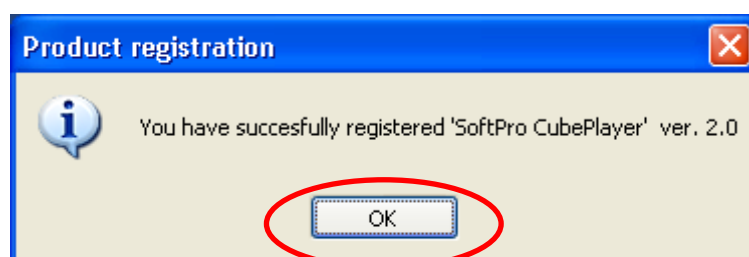 Product registration
You have succesfully registered 'SoftPro CubePlayer' ver. 2.0
OK